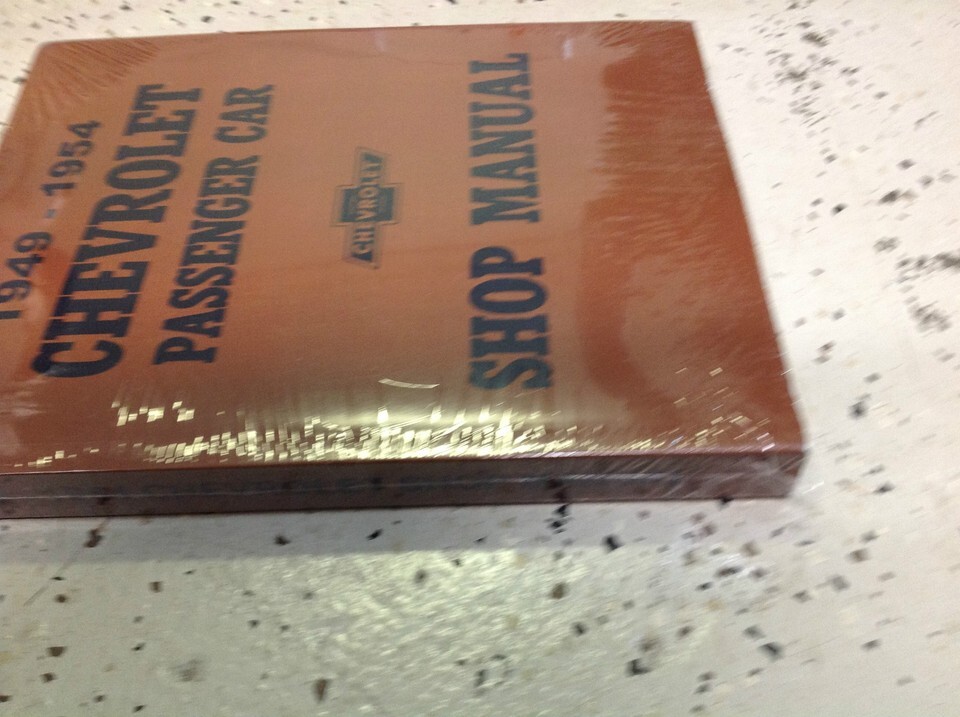 1949 - 1954
CHEVROLET
PASSENGER CAR
CHEVROLET
SHOP MANUAL